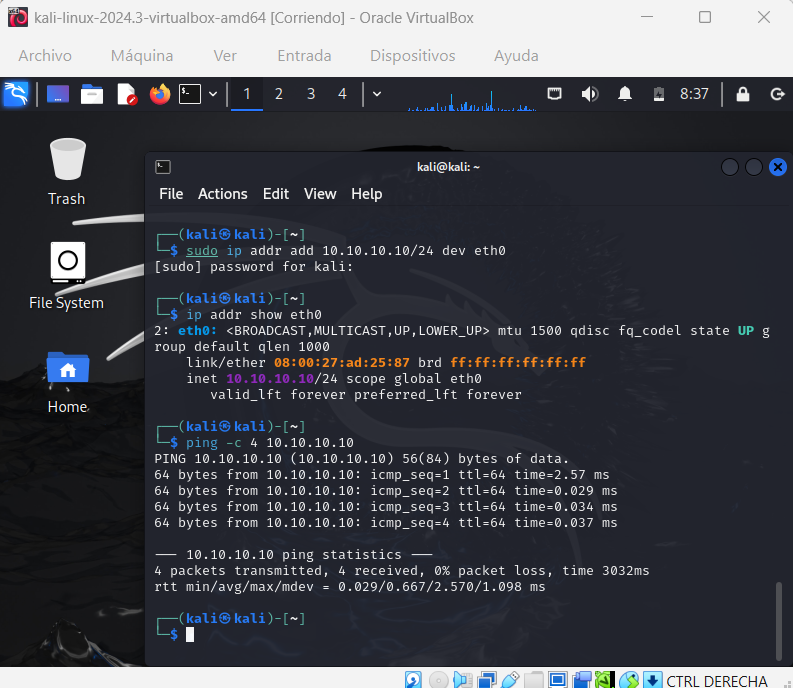 kali-linux-2024.3-virtualbox-amd64 [Corriendo] - Oracle VirtualBox
Archivo Máquina Ver Entrada Dispositivos Ayuda
1 2 3 4 8:37
Trash
File System
Home
kali@kali: ~
File Actions Edit View Help
┌──(kali㉿kali)-[~]
└─$ sudo ip addr add 10.10.10.10/24 dev eth0
[sudo] password for kali:
┌──(kali㉿kali)-[~]
└─$ ip addr show eth0
2: eth0: <BROADCAST,MULTICAST,UP,LOWER_UP> mtu 1500 qdisc fq_codel state UP g
roup default qlen 1000
link/ether 08:00:27:ad:25:87 brd ff:ff:ff:ff:ff:ff
inet 10.10.10.10/24 scope global eth0
valid_lft forever preferred_lft forever
┌──(kali㉿kali)-[~]
└─$ ping -c 4 10.10.10.10
PING 10.10.10.10 (10.10.10.10) 56(84) bytes of data.
64 bytes from 10.10.10.10: icmp_seq=1 ttl=64 time=2.57 ms
64 bytes from 10.10.10.10: icmp_seq=2 ttl=64 time=0.029 ms
64 bytes from 10.10.10.10: icmp_seq=3 ttl=64 time=0.034 ms
64 bytes from 10.10.10.10: icmp_seq=4 ttl=64 time=0.037 ms
--- 10.10.10.10 ping statistics ---
4 packets transmitted, 4 received, 0% packet loss, time 3032ms
rtt min/avg/max/mdev = 0.029/0.667/2.570/1.098 ms
┌──(kali㉿kali)-[~]
└─$
CTRL DERECHA